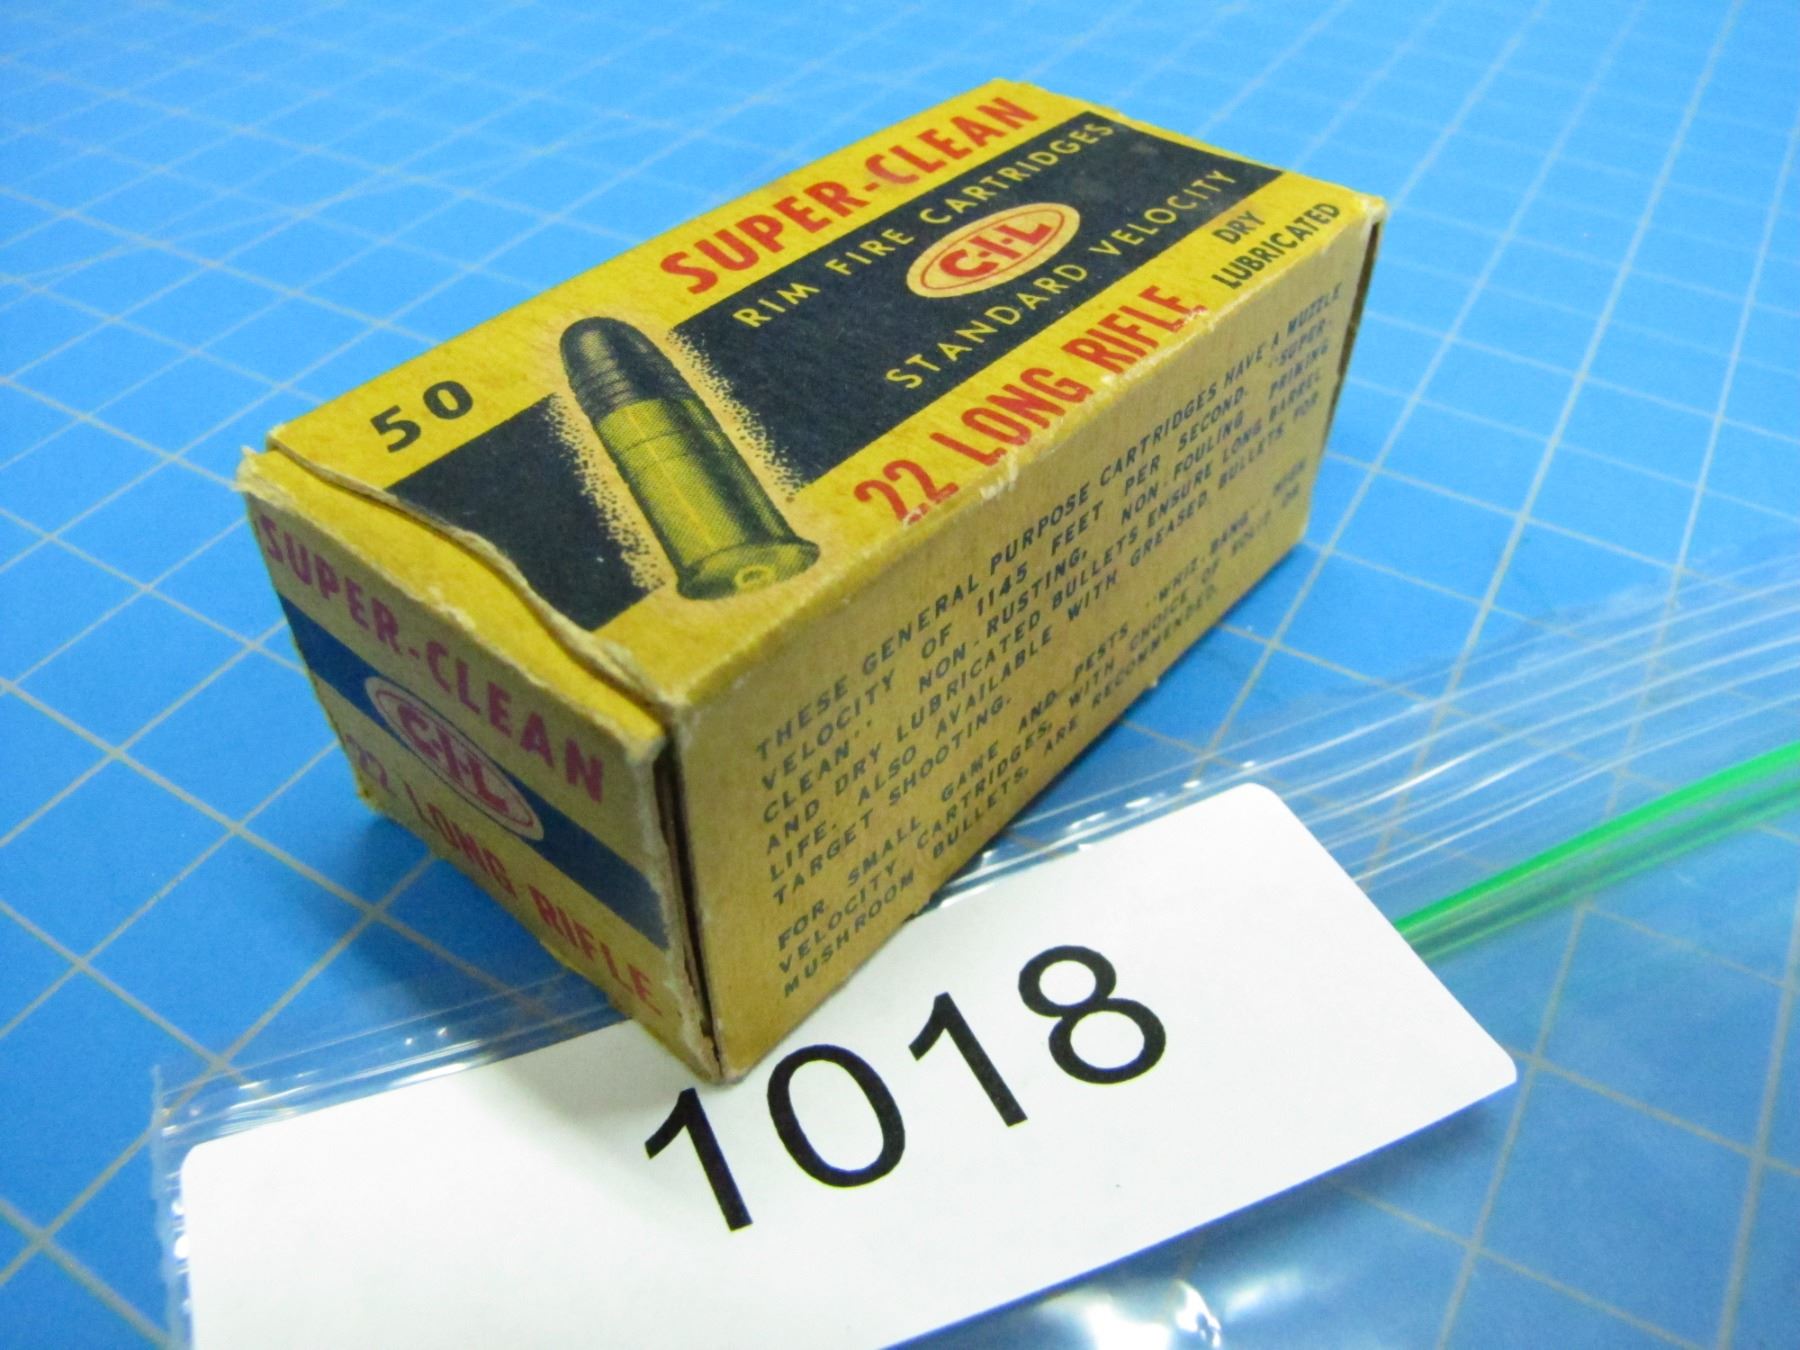 50
SUPER-CLEAN
RIM FIRE CARTRIDGES
C-I-L
STANDARD VELOCITY
22 LONG RIFLE
DRY
LUBRICATED
SUPER-CLEAN
C-I-L
22 LONG RIFLE
THESE GENERAL PURPOSE CARTRIDGES HAVE A MUZZLE
VELOCITY OF 1145 FEET PER SECOND. "SUPER-
CLEAN" NON-RUSTING, NON-FOULING PRIMING
AND DRY LUBRICATED BULLETS ENSURE LONG BARREL
LIFE. ALSO AVAILABLE WITH GREASED BULLETS FOR
TARGET SHOOTING.
FOR SMALL GAME AND PESTS "WHIZ-BANG" HIGH
VELOCITY CARTRIDGES, WITH CHOICE OF SOLID OR
MUSHROOM BULLETS, ARE RECOMMENDED.
1018